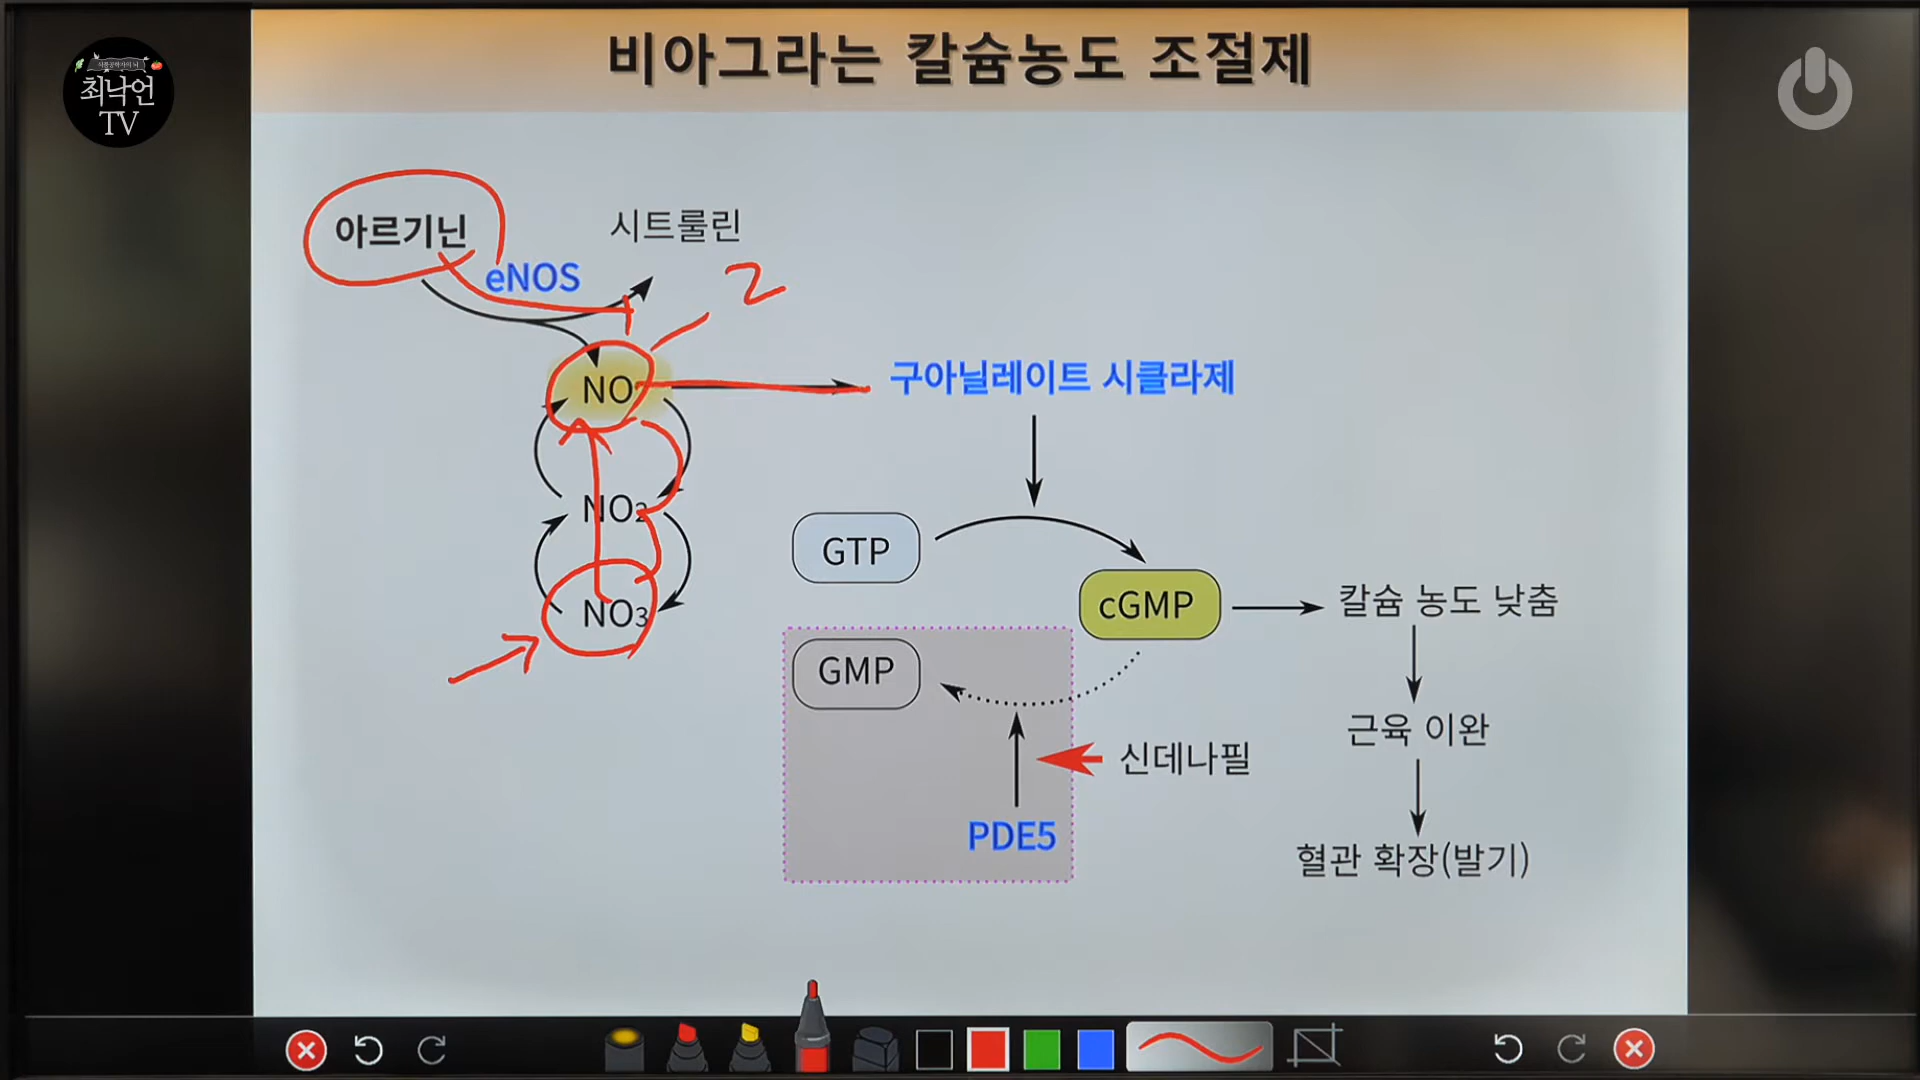 비아그라는 칼슘농도 조절제
최낙언
TV
아르기닌
시트룰린
eNOS
2
NO
구아닐레이트 시클라제
NO2
GTP
cGMP
칼슘 농도 낮춤
NO3
GMP
근육 이완
신데나필
PDE5
혈관 확장(발기)